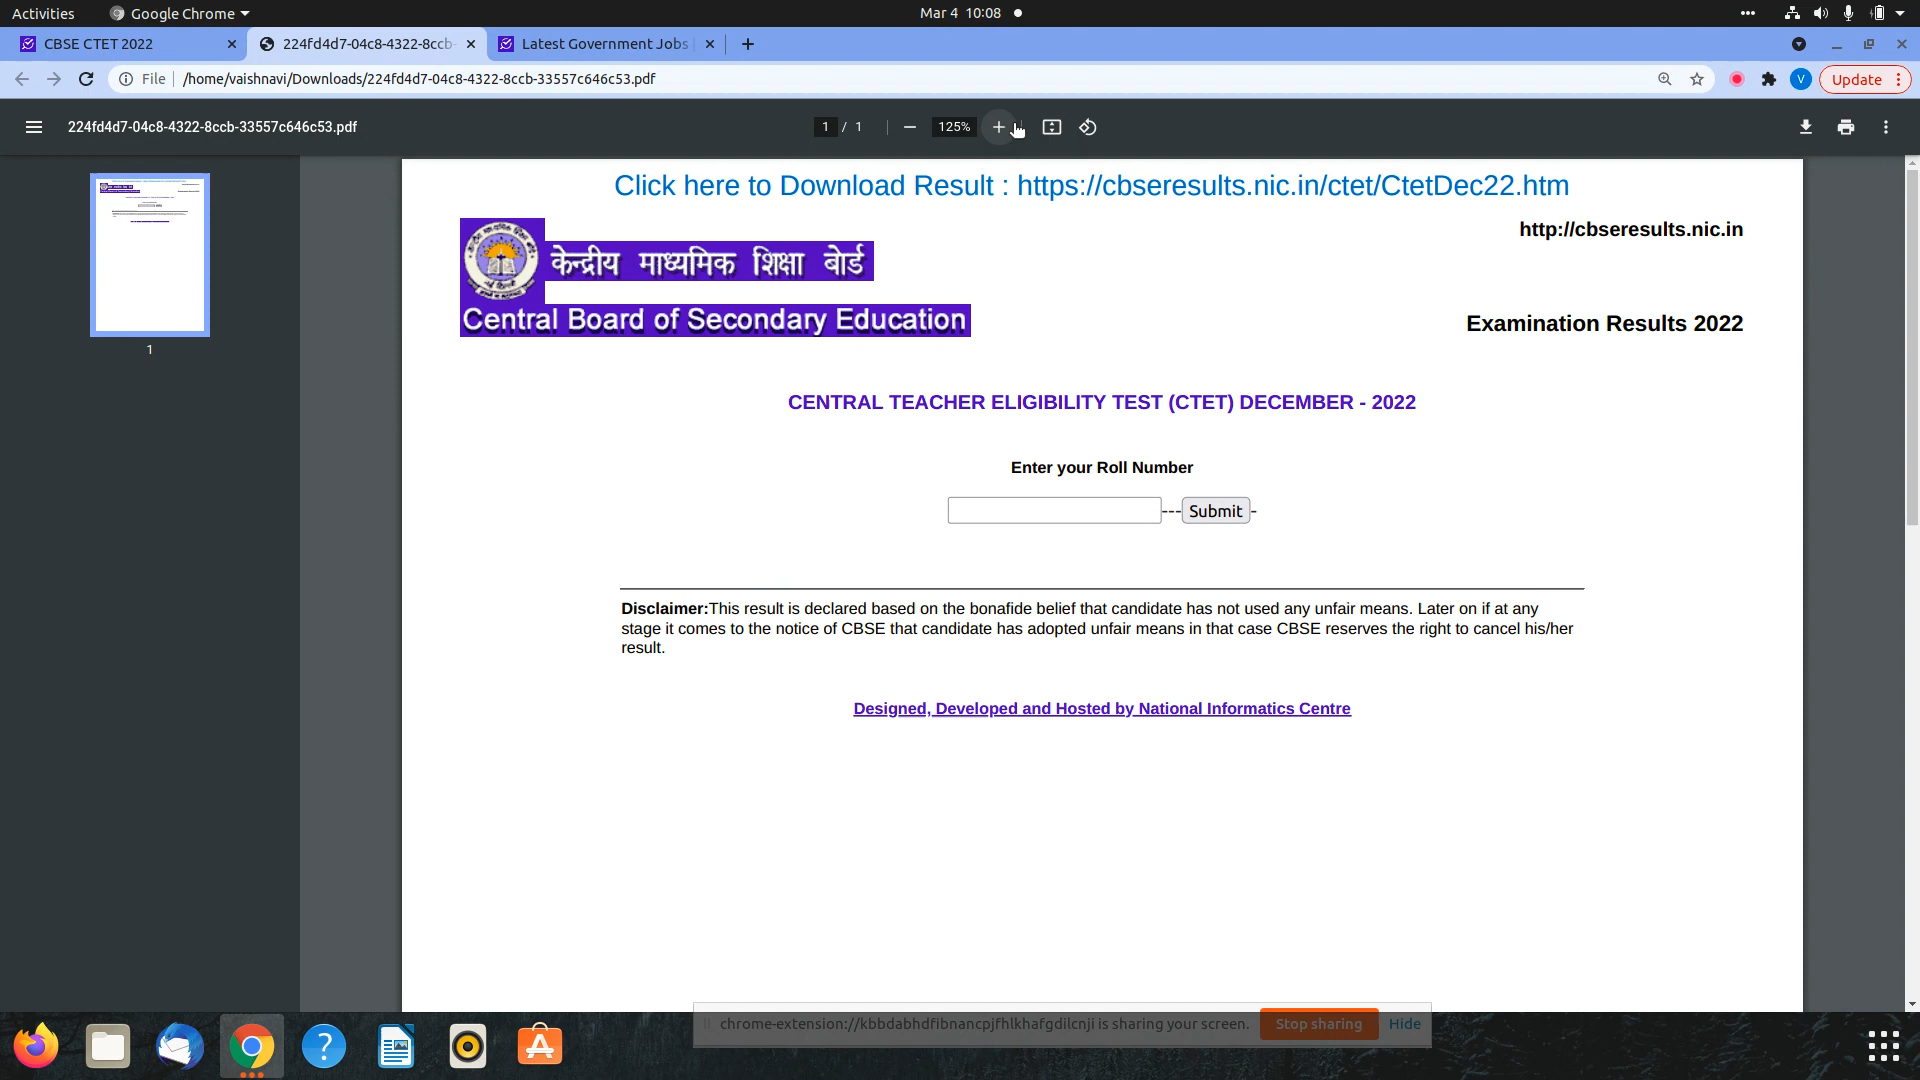 Activities
Google Chrome
Mar 4 10:08
CBSE CTET 2022
224fd4d7-04c8-4322-8ccb-
Latest Government Jobs
File
/home/vaishnavi/Downloads/224fd4d7-04c8-4322-8ccb-33557c646c53.pdf
V
Update
224fd4d7-04c8-4322-8ccb-33557c646c53.pdf
1 / 1
125%
Click here to Download Result : https://cbseresults.nic.in/ctet/CtetDec22.htm
http://cbseresults.nic.in
केन्द्रीय माध्यमिक शिक्षा बोर्ड
Central Board of Secondary Education
Examination Results 2022
1
CENTRAL TEACHER ELIGIBILITY TEST (CTET) DECEMBER - 2022
Enter your Roll Number
--- Submit -
Disclaimer:This result is declared based on the bonafide belief that candidate has not used any unfair means. Later on if at any
stage it comes to the notice of CBSE that candidate has adopted unfair means in that case CBSE reserves the right to cancel his/her
result.
Designed, Developed and Hosted by National Informatics Centre
chrome-extension://kbbdabhdfibnancpjfhlkhafgdilcnji is sharing your screen.
Stop sharing
Hide